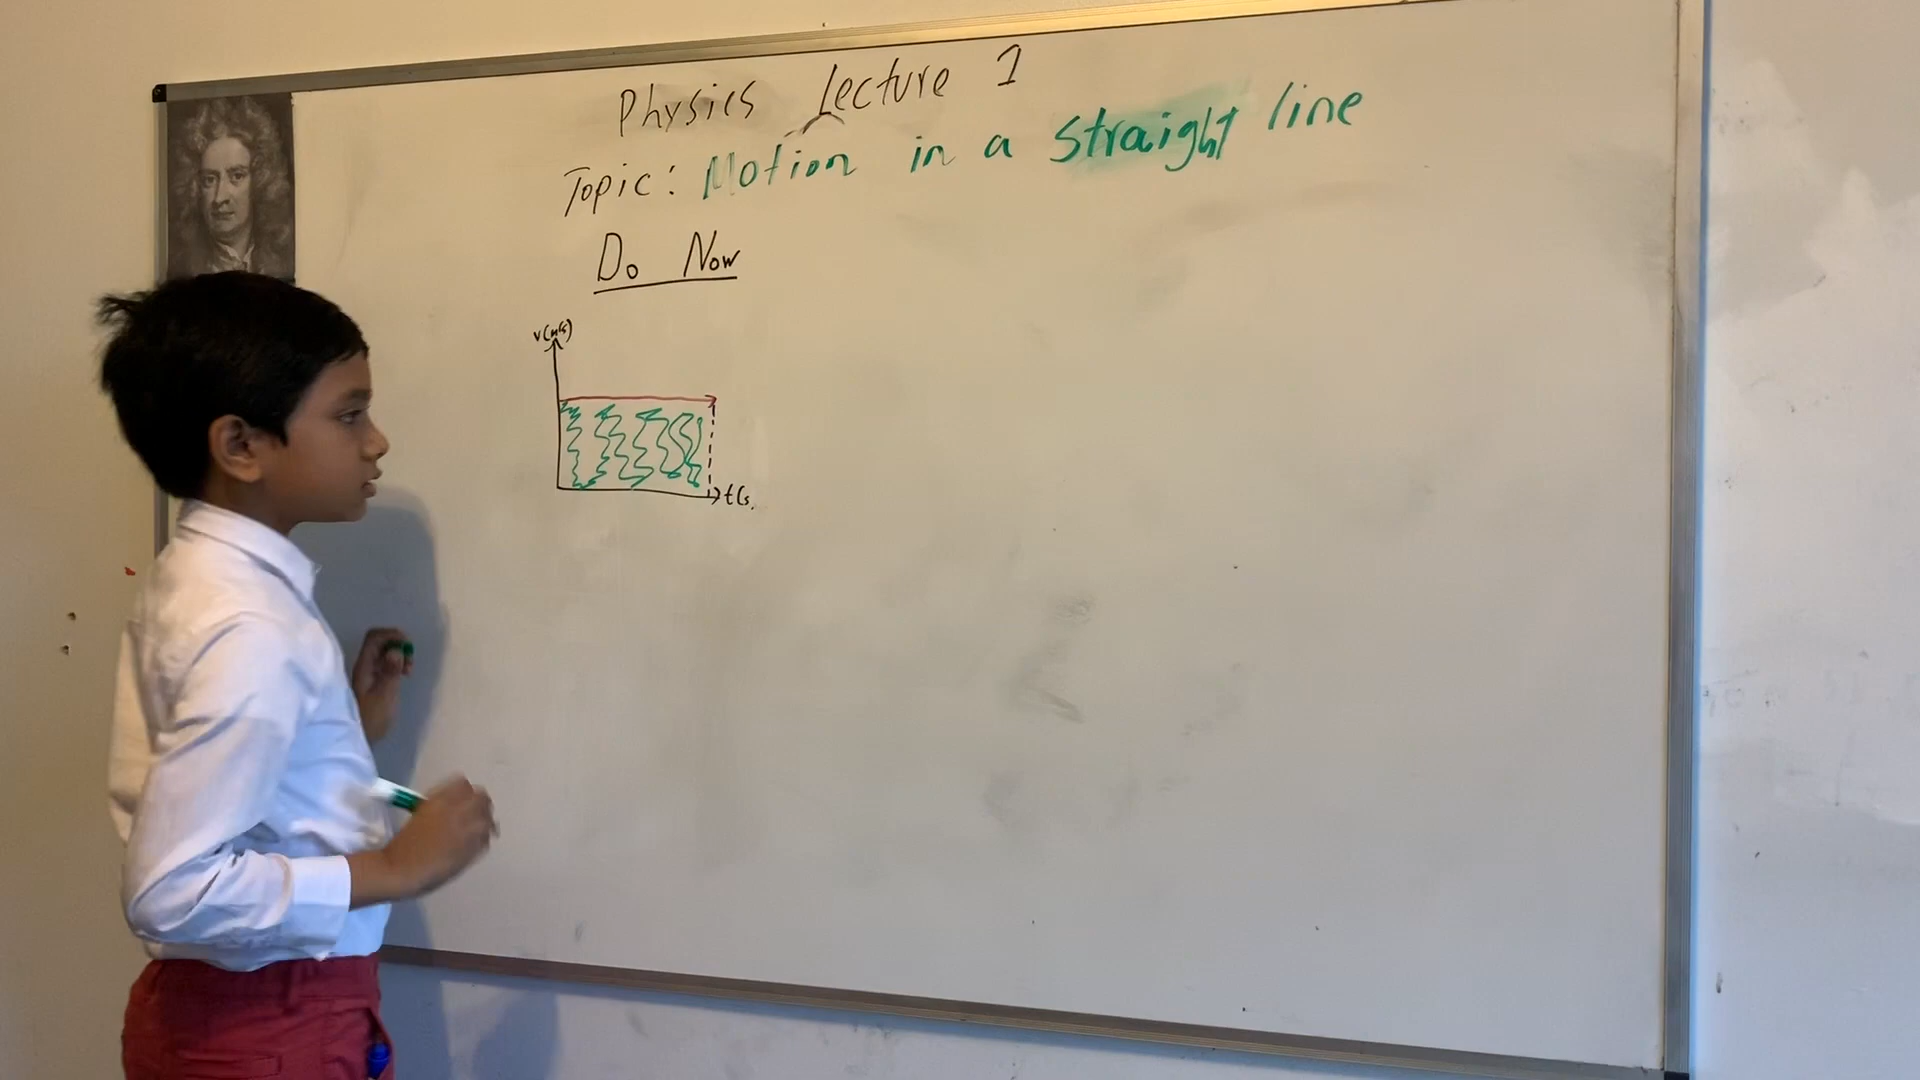 Physics Lecture 1
Topic: Motion in a straight line
Do Now
v(m/s)
t(s.